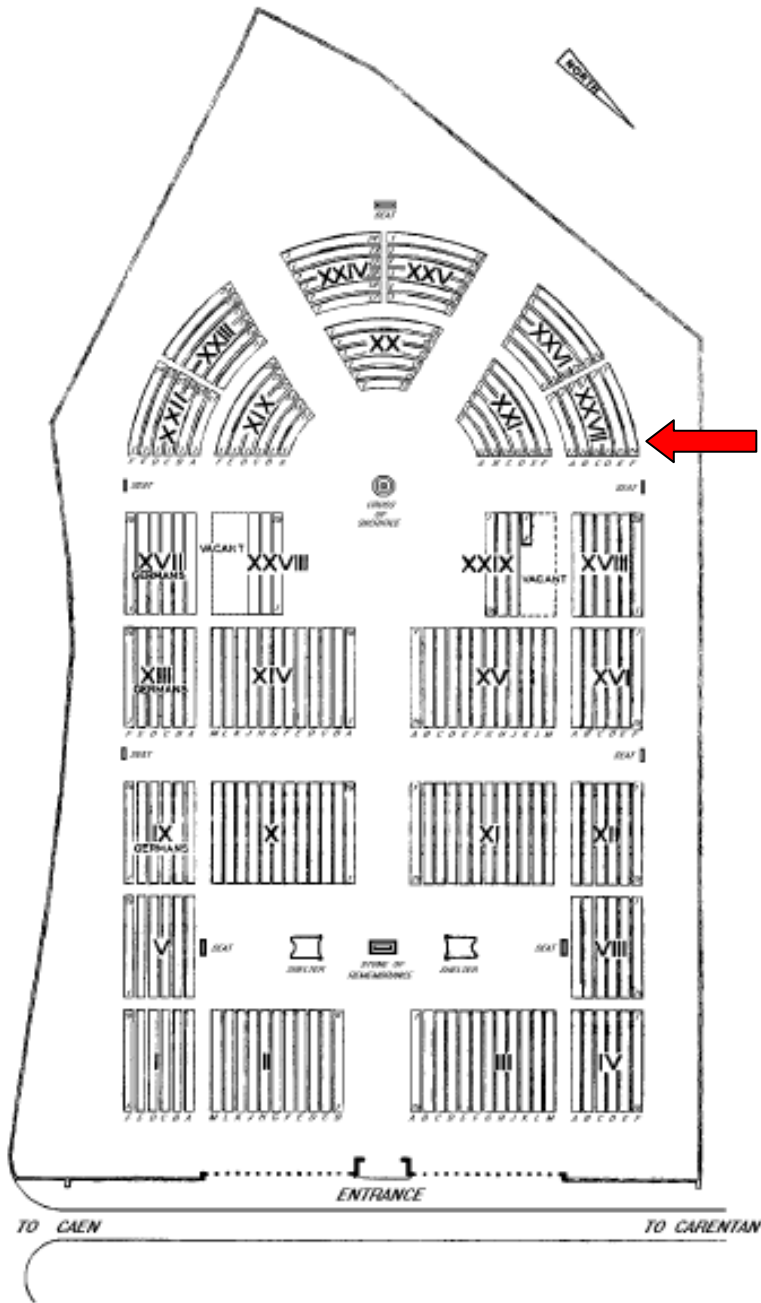 NORTH
SEAT
XXIV
XXV
XXIII
XX
XXVI
XXII
XIX
XXI
XXVII
F E D C B A
F E D C B A
A B C D E F
A B C D E F
SEAT
CROSS
OF
SACRIFICE
SEAT
XVII
GERMANS
VACANT
XXVIII
XXIX
VACANT
XVIII
XIII
GERMANS
XIV
XV
XVI
F E D C B A
M L K J H G F E D C B A
A B C D E F G H J K L M
A B C D E F
SEAT
SEAT
IX
GERMANS
X
XI
XII
V
SEAT
SHELTER
STONE OF
REMEMBRANCE
SHELTER
SEAT
VIII
I
II
III
IV
F E D C B A
M L K J H G F E D C B
A B C D E F G H J K L M
A B C D E F
ENTRANCE
TO CAEN
TO CARENTAN